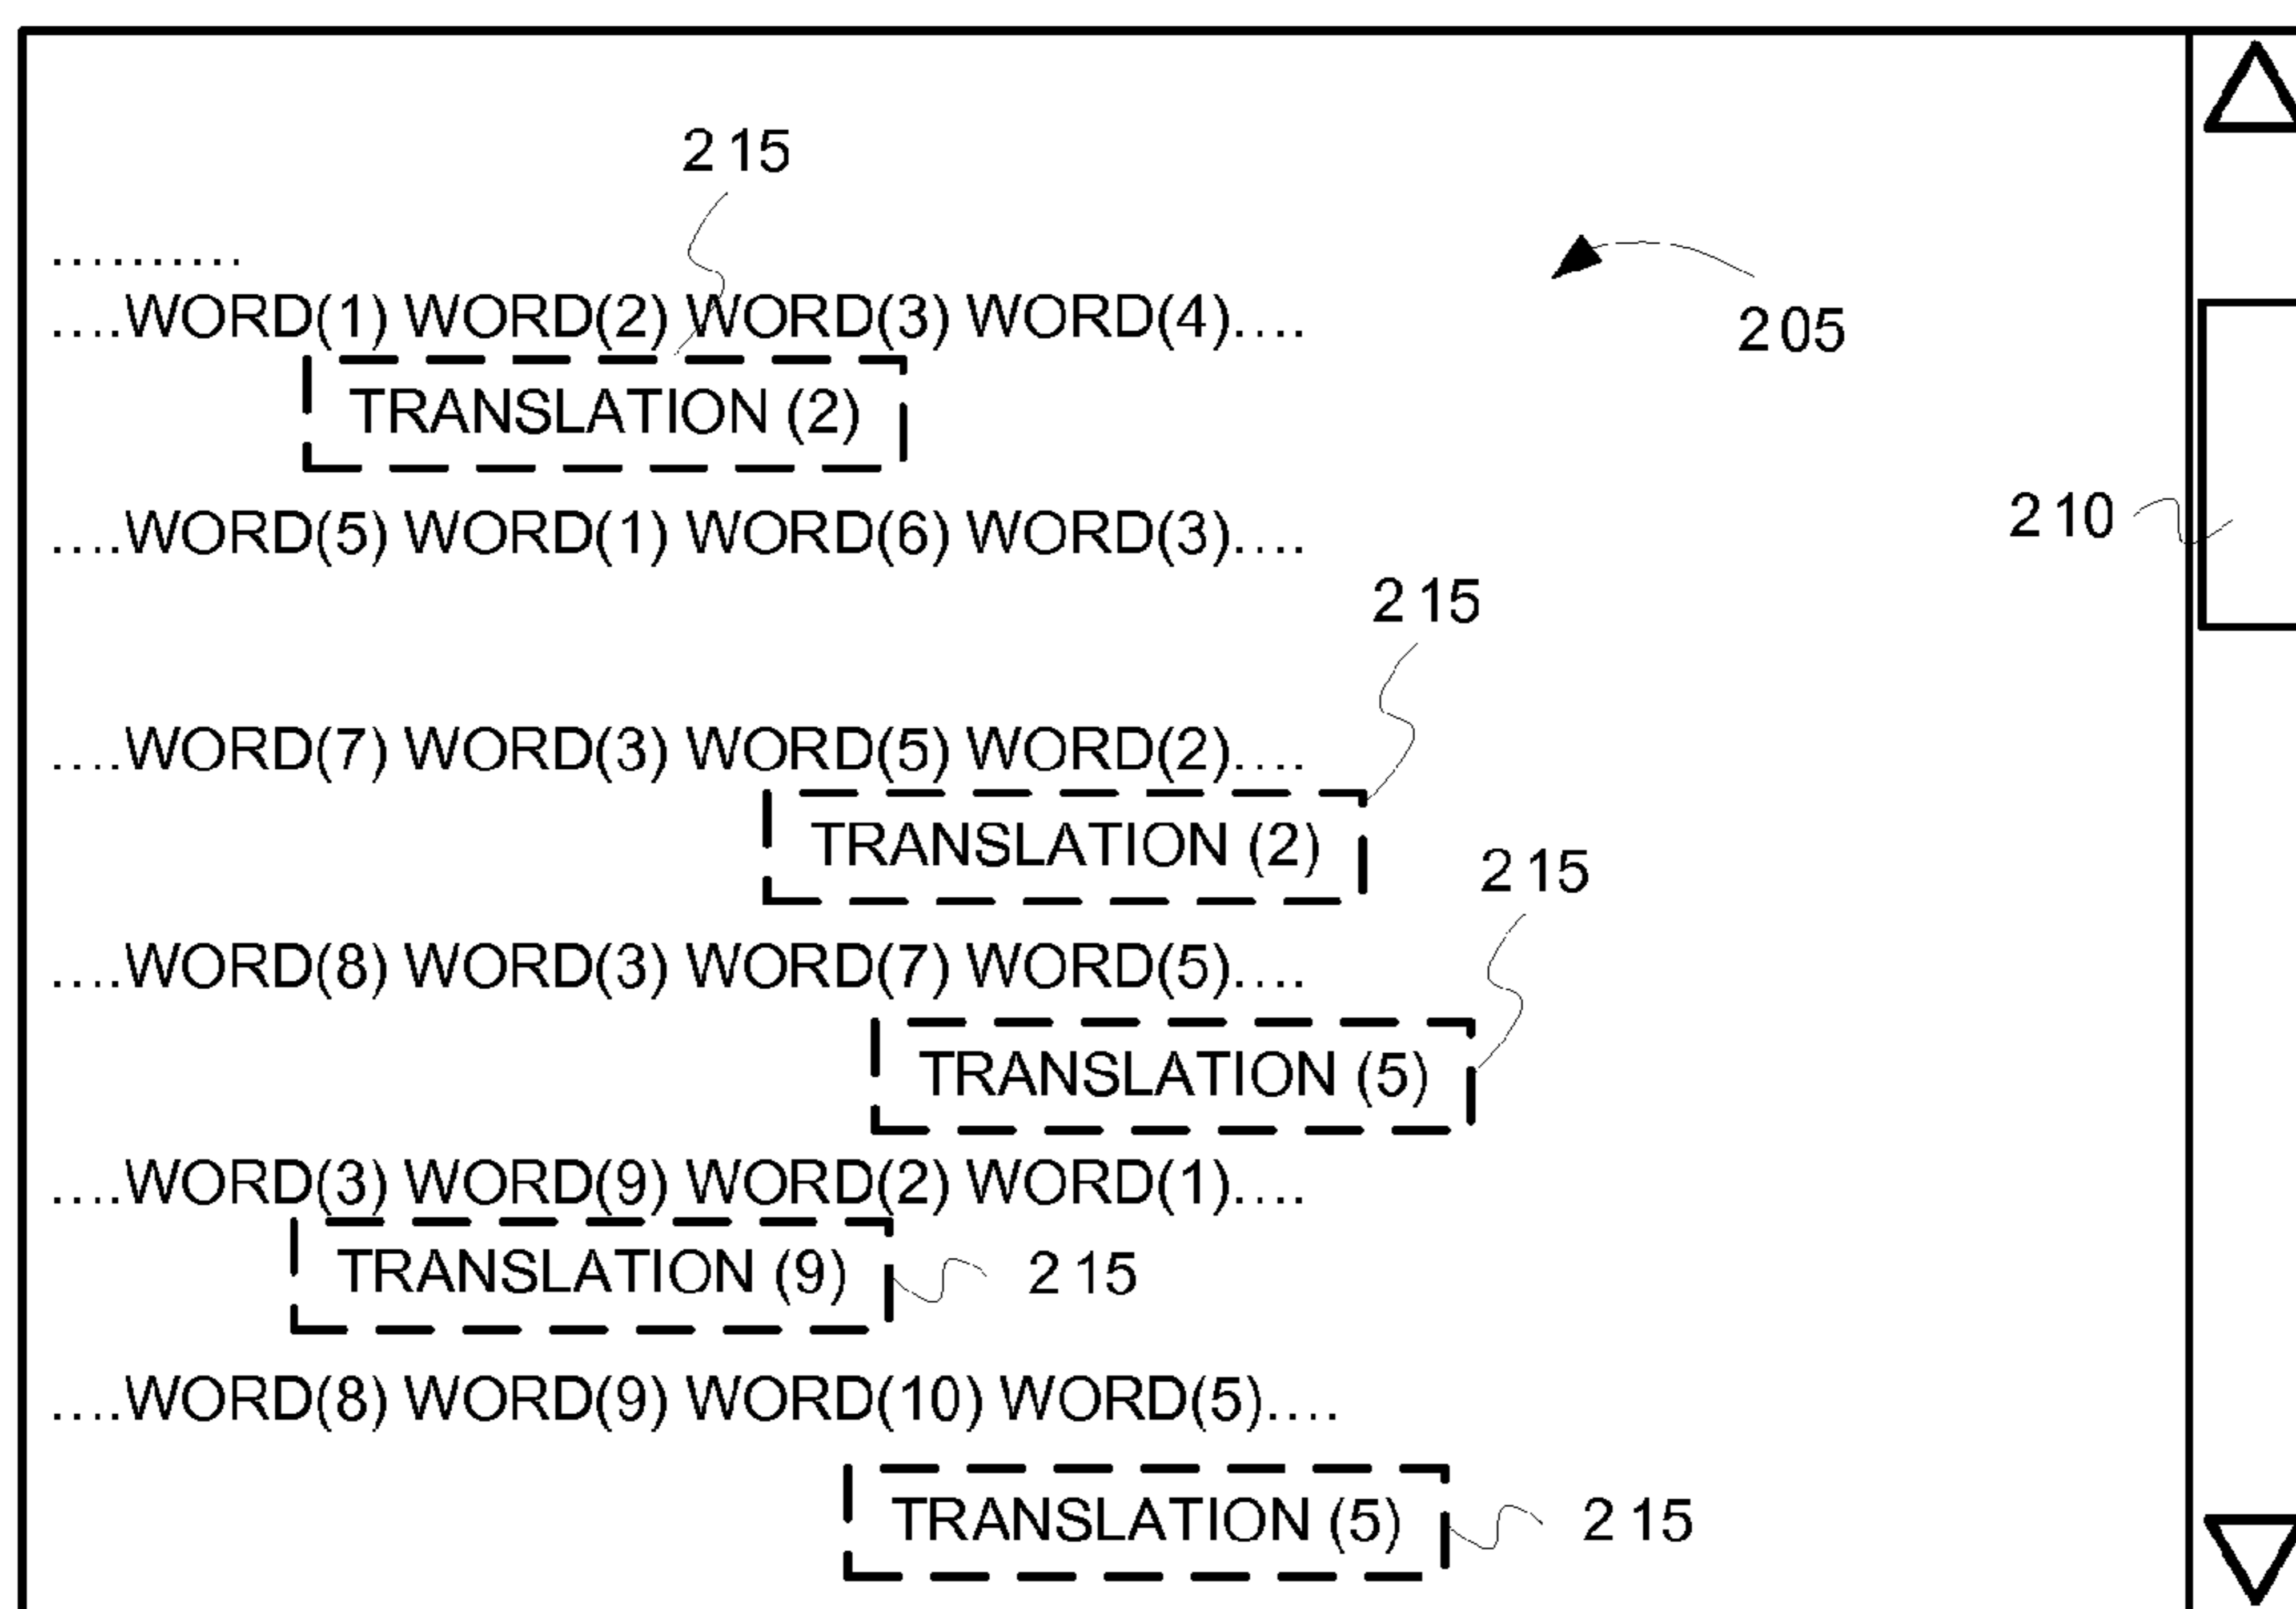 215
..........
....WORD(1) WORD(2) WORD(3) WORD(4)....
205
TRANSLATION (2)
....WORD(5) WORD(1) WORD(6) WORD(3)....
210
215
....WORD(7) WORD(3) WORD(5) WORD(2)....
TRANSLATION (2)
215
....WORD(8) WORD(3) WORD(7) WORD(5)....
TRANSLATION (5)
....WORD(3) WORD(9) WORD(2) WORD(1)....
TRANSLATION (9) 215
....WORD(8) WORD(9) WORD(10) WORD(5)....
TRANSLATION (5) 215